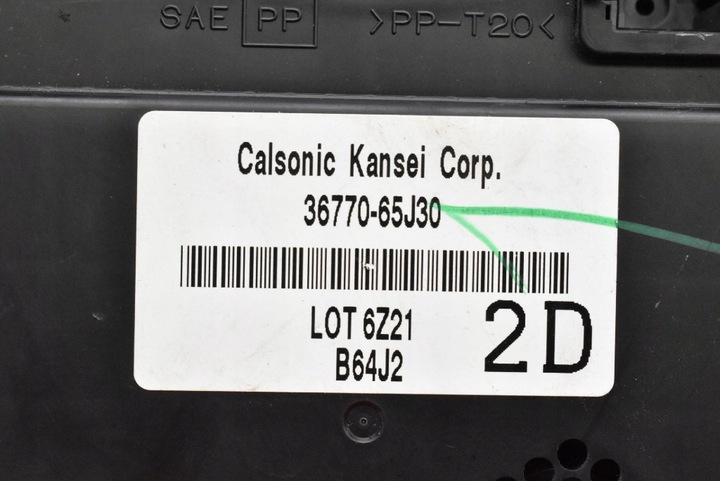 SAE PP >PP-T20<
Calsonic Kansei Corp.
36770-65J30
LOT 6Z21
B64J2
2D